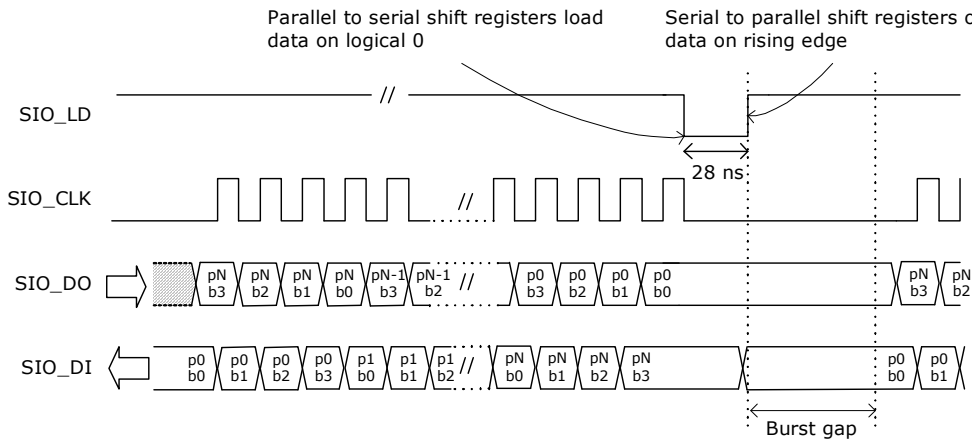 Parallel to serial shift registers load
data on logical 0
Serial to parallel shift registers
data on rising edge
SIO_LD
//
28 ns
SIO_CLK
//
SIO_DO
pN b3 pN b2 pN b1 pN b0 pN-1 b3 pN-1 b2 // p0 b3 p0 b2 p0 b1 p0 b0 pN b3 pN b2
SIO_DI
p0 b0 p0 b1 p0 b2 p0 b3 p1 b0 p1 b1 p1 b2 // pN b0 pN b1 pN b2 pN b3 p0 b0 p0 b1
Burst gap